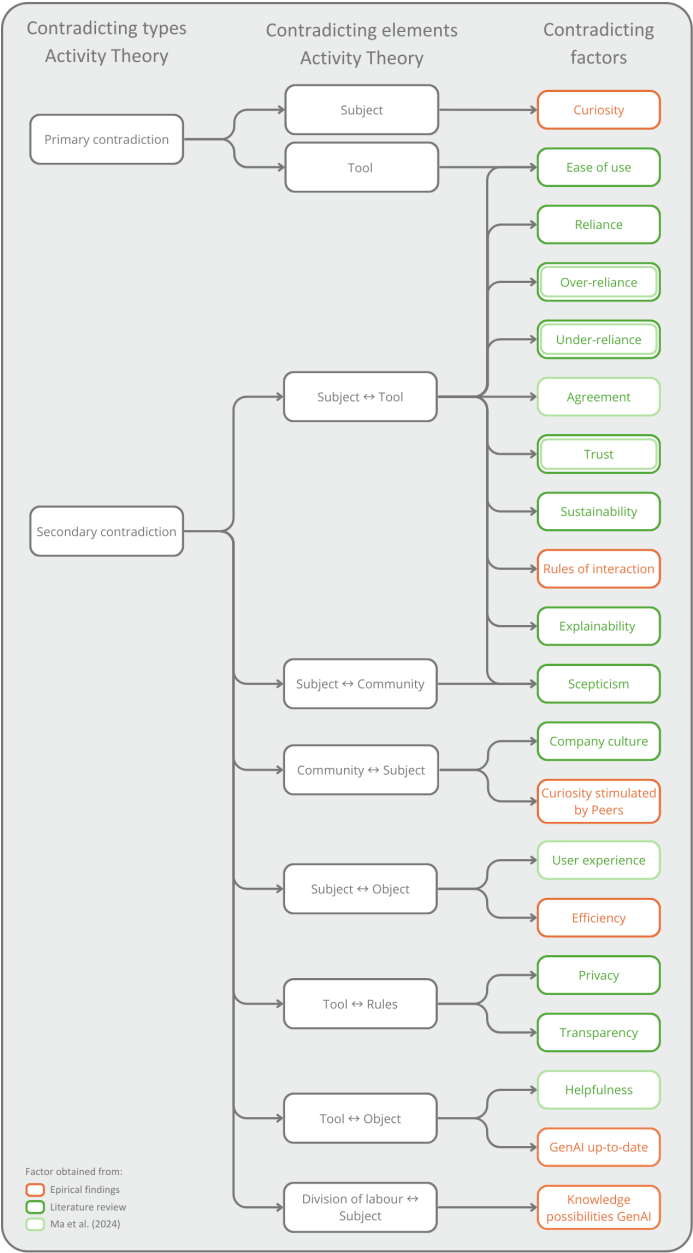 Contradicting types
Activity Theory
Contradicting elements
Activity Theory
Contradicting
factors
Primary contradiction
Subject
Tool
Curiosity
Ease of use
Reliance
Over-reliance
Under-reliance
Subject ↔ Tool
Agreement
Trust
Sustainability
Secondary contradiction
Rules of interaction
Explainability
Subject ↔ Community
Scepticism
Community ↔ Subject
Company culture
Curiosity stimulated
by Peers
Subject ↔ Object
User experience
Efficiency
Tool ↔ Rules
Privacy
Transparency
Tool ↔ Object
Helpfulness
GenAI up-to-date
Division of labour ↔
Subject
Knowledge
possibilities GenAI
Factor obtained from:
Epirical findings
Literature review
Ma et al. (2024)